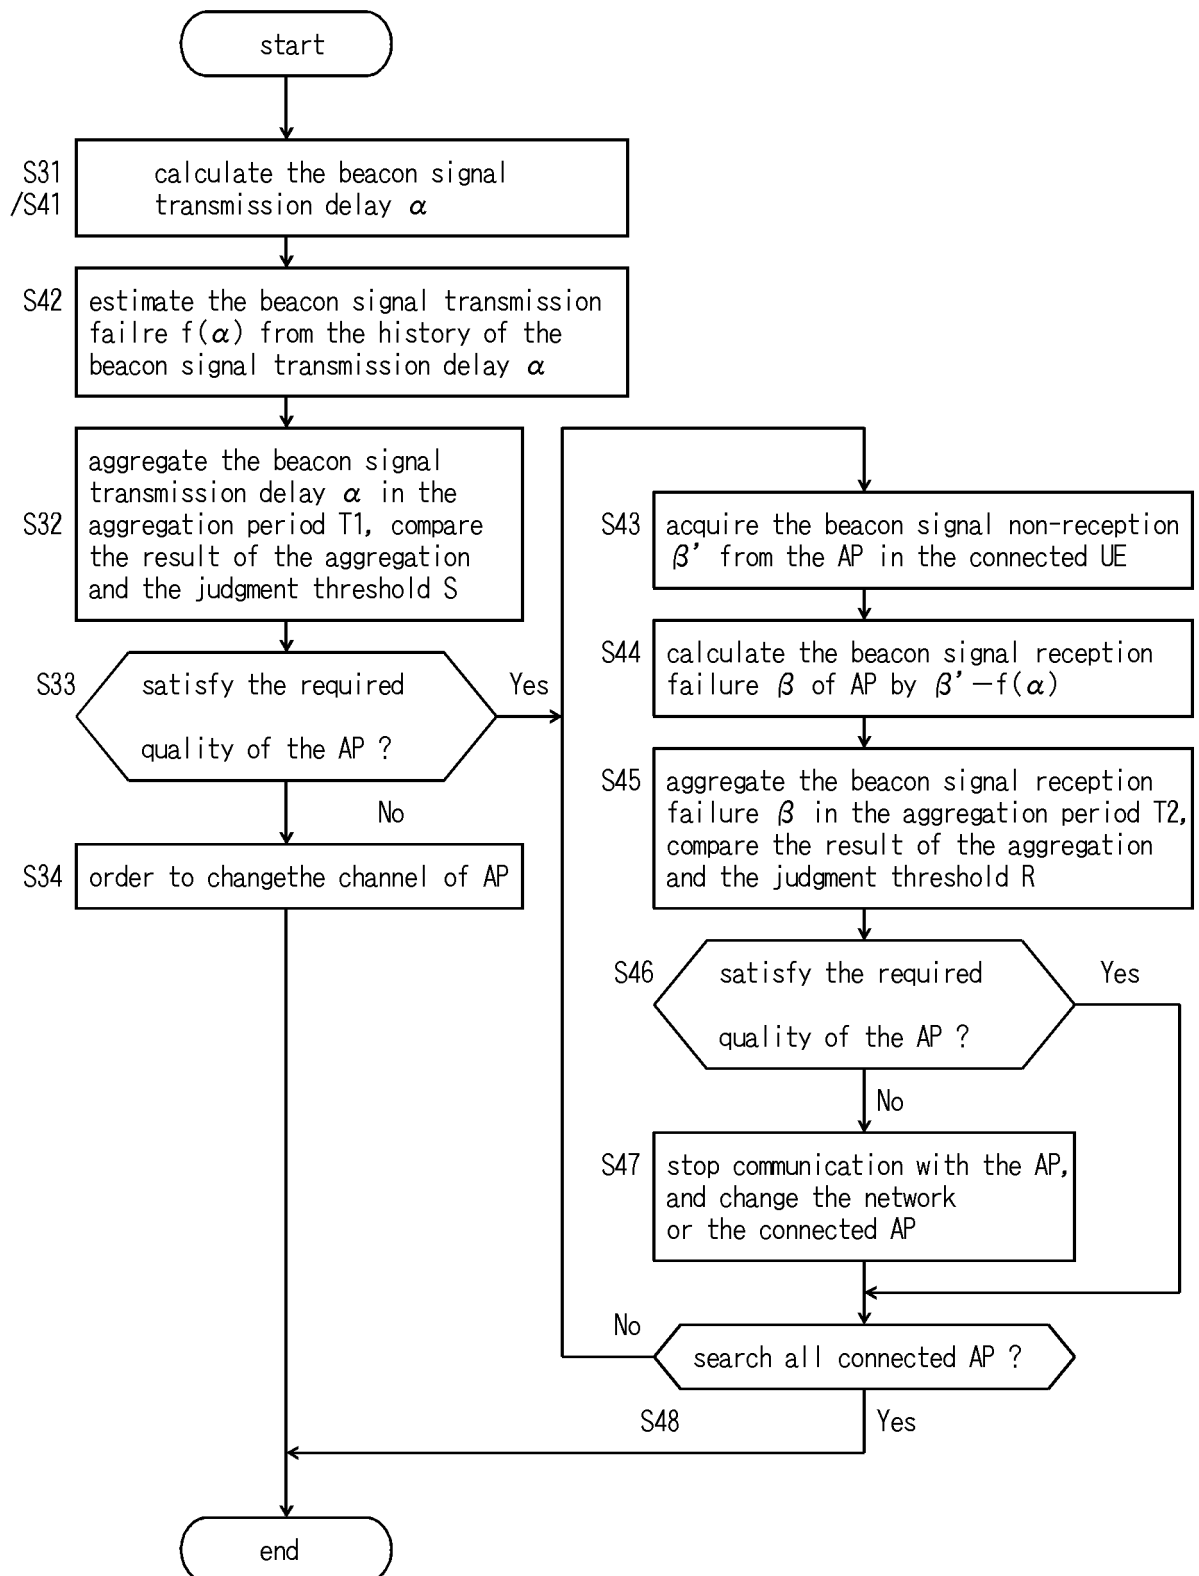 start
S31
/S41
calculate the beacon signal
transmission delay α
S42
estimate the beacon signal transmission
failre f(α) from the history of the
beacon signal transmission delay α
S32
aggregate the beacon signal
transmission delay α in the
aggregation period T1, compare
the result of the aggregation
and the judgment threshold S
S33
satisfy the required
quality of the AP ?
Yes
No
S34
order to changethe channel of AP
S43
acquire the beacon signal non-reception
β' from the AP in the connected UE
S44
calculate the beacon signal reception
failure β of AP by β'−f(α)
S45
aggregate the beacon signal reception
failure β in the aggregation period T2,
compare the result of the aggregation
and the judgment threshold R
S46
satisfy the required
quality of the AP ?
Yes
No
S47
stop communication with the AP,
and change the network
or the connected AP
No
search all connected AP ?
S48
Yes
end